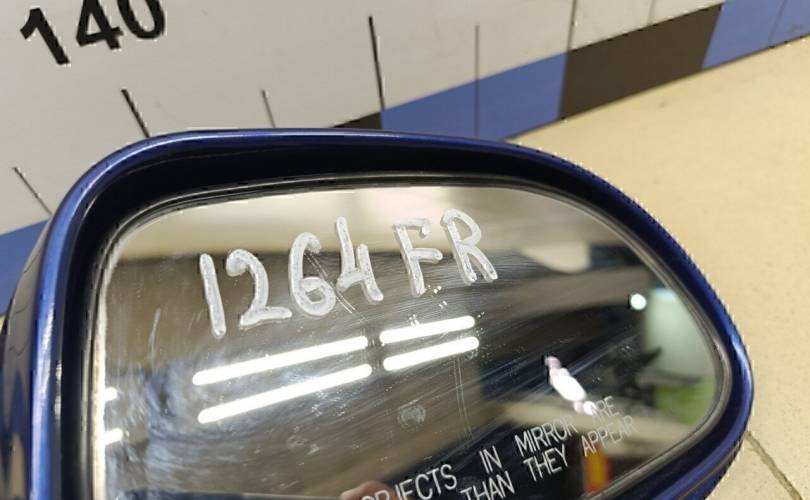 140
1264FR
OBJECTS IN MIRROR ARE
THAN THEY APPEAR